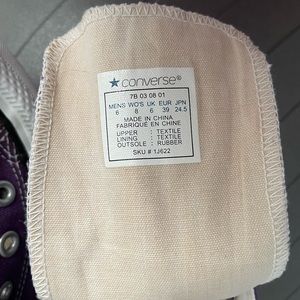 converse®
7B 03 08 01
MENS WO'S UK EUR JPN
6 8 6 39 24.5
MADE IN CHINA
FABRIQUÉ EN CHINE
UPPER : TEXTILE
LINING : TEXTILE
OUTSOLE : RUBBER
SKU # 1J622